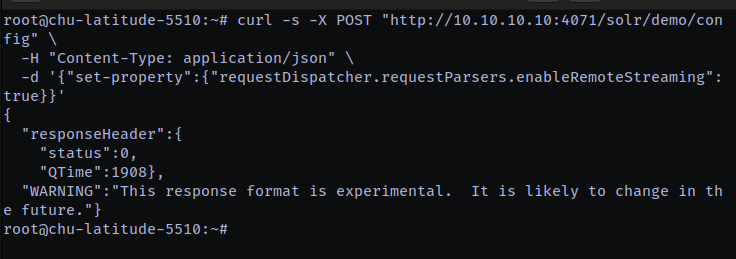 root@chu-latitude-5510:~# curl -s -X POST "http://10.10.10.10:4071/solr/demo/con
fig" \
  -H "Content-Type: application/json" \
  -d '{"set-property":{"requestDispatcher.requestParsers.enableRemoteStreaming":
true}}'
{
  "responseHeader":{
    "status":0,
    "QTime":1908},
  "WARNING":"This response format is experimental.  It is likely to change in th
e future."}
root@chu-latitude-5510:~#